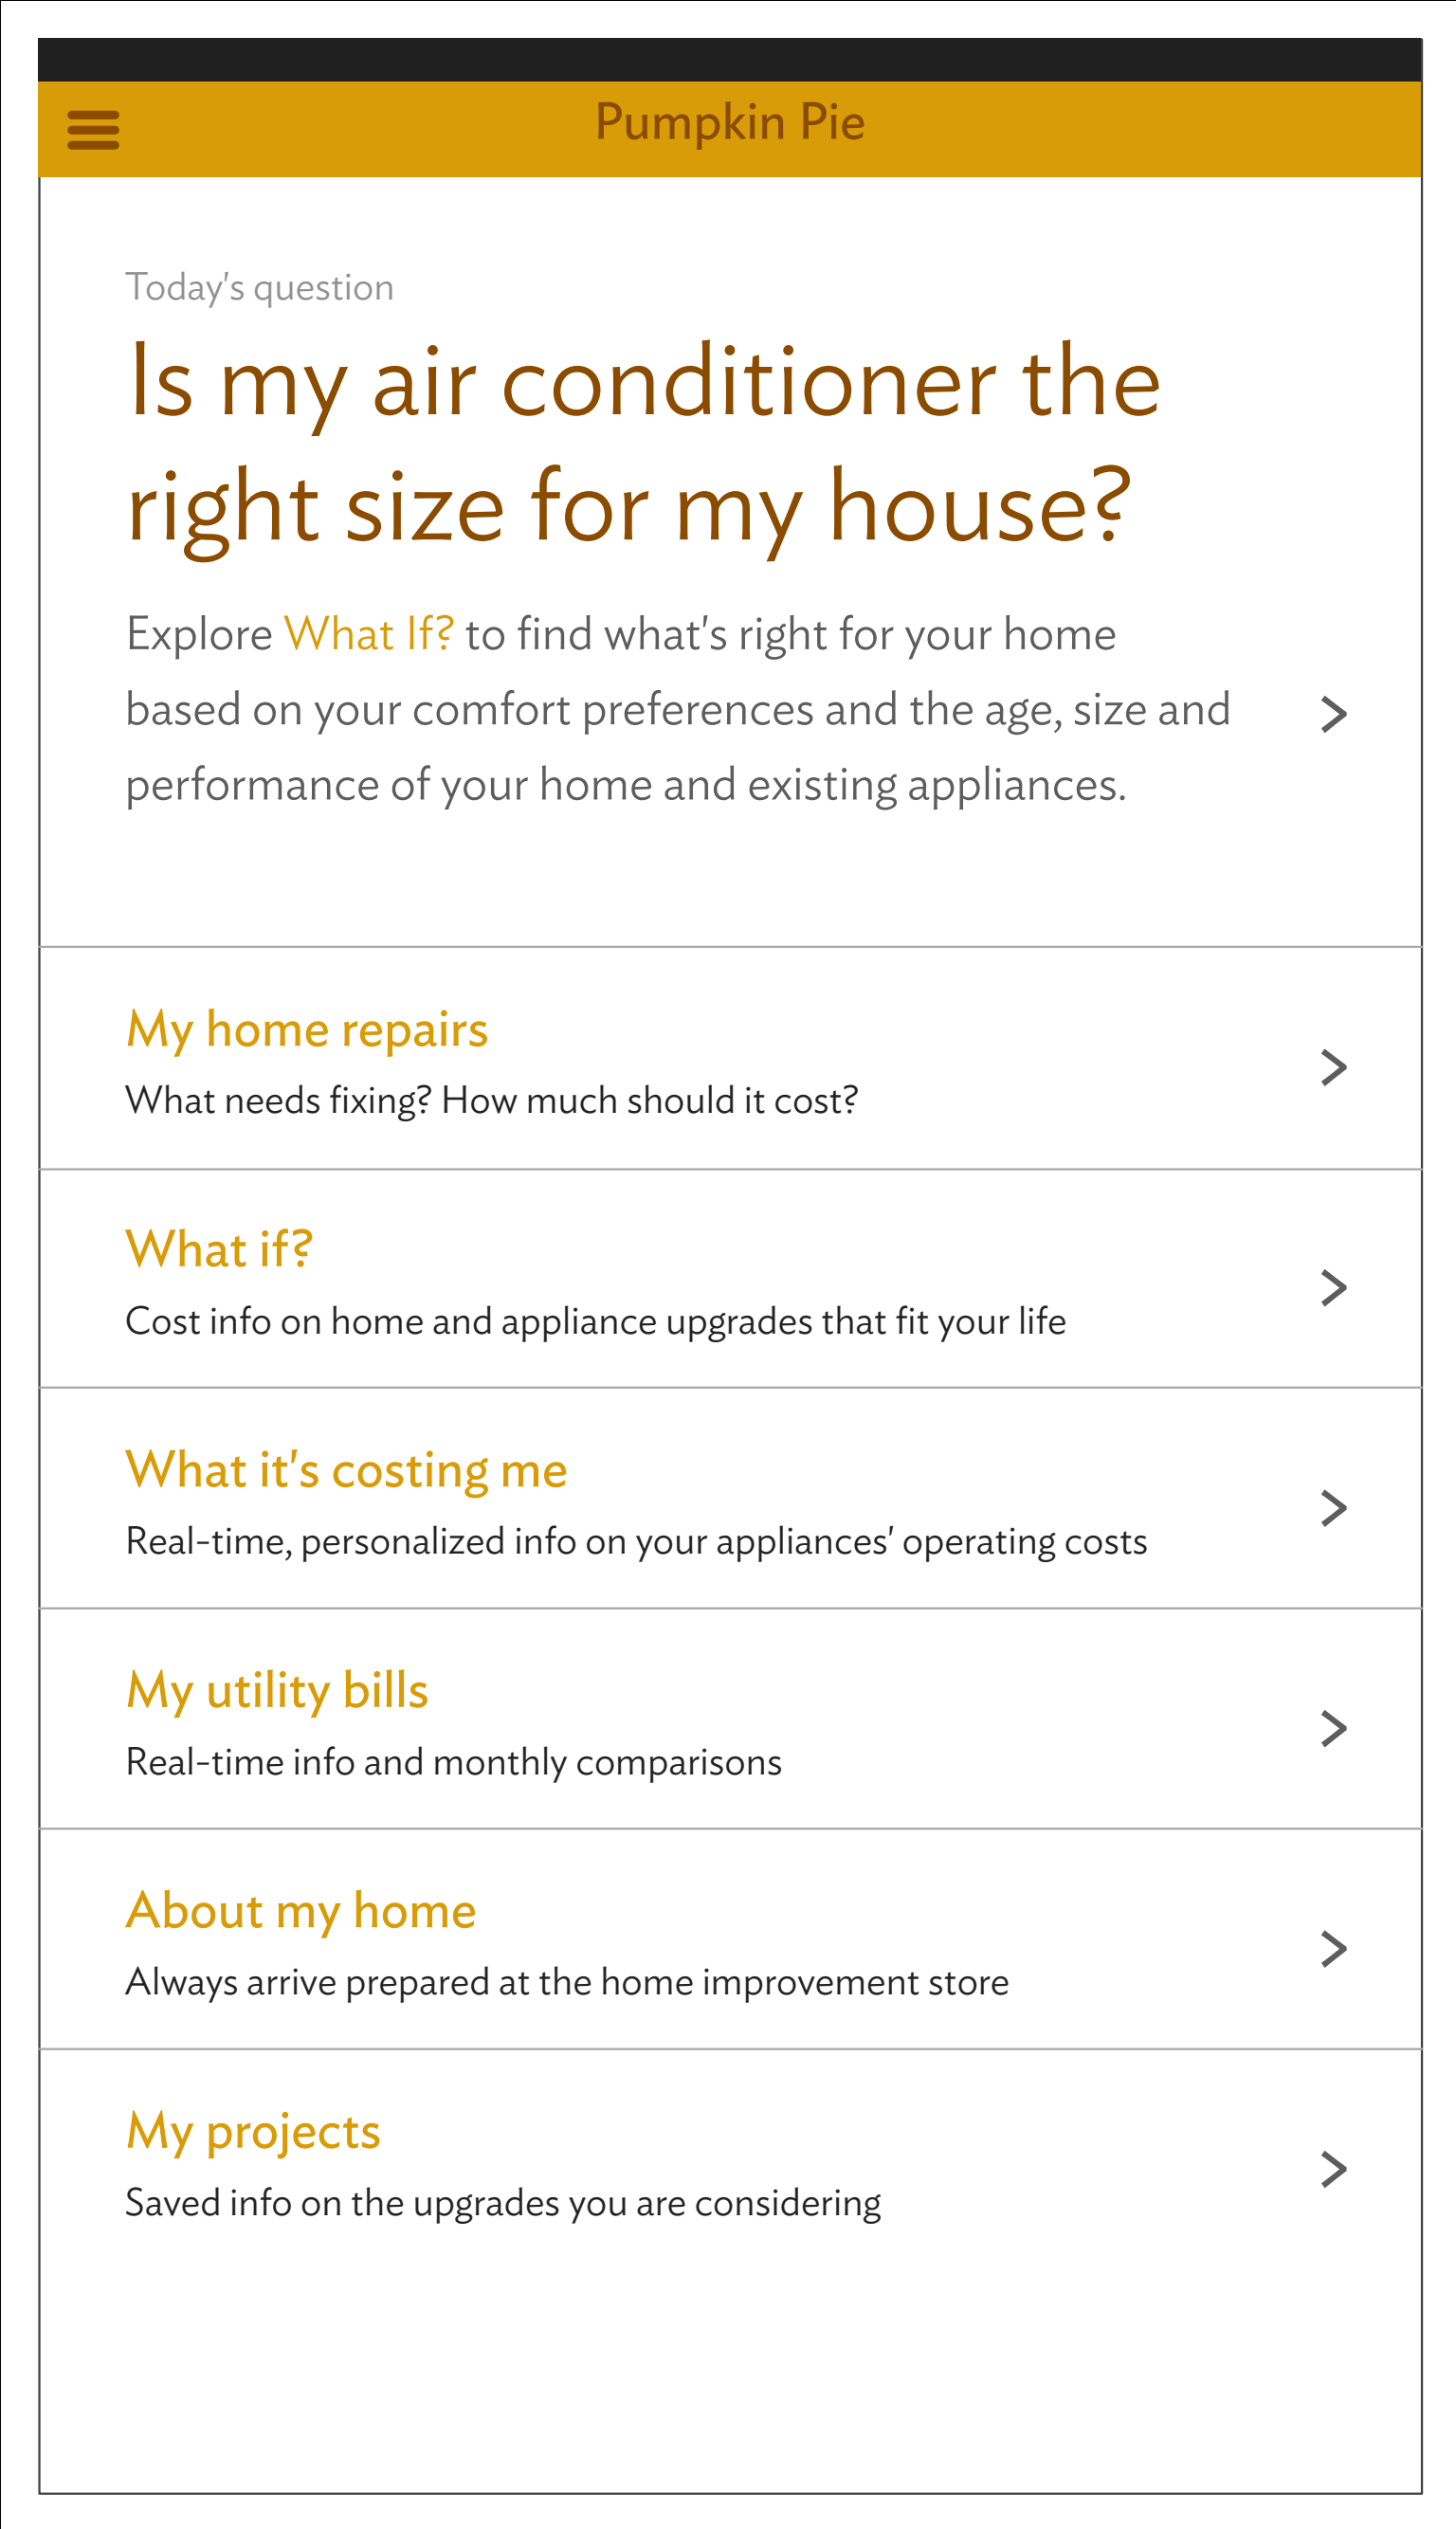 Pumpkin Pie
Today's question
Is my air conditioner the
right size for my house?
Explore What If? to find what's right for your home
based on your comfort preferences and the age, size and
performance of your home and existing appliances.
My home repairs
What needs fixing? How much should it cost?
What if?
Cost info on home and appliance upgrades that fit your life
What it's costing me
Real-time, personalized info on your appliances' operating costs
My utility bills
Real-time info and monthly comparisons
About my home
Always arrive prepared at the home improvement store
My projects
Saved info on the upgrades you are considering